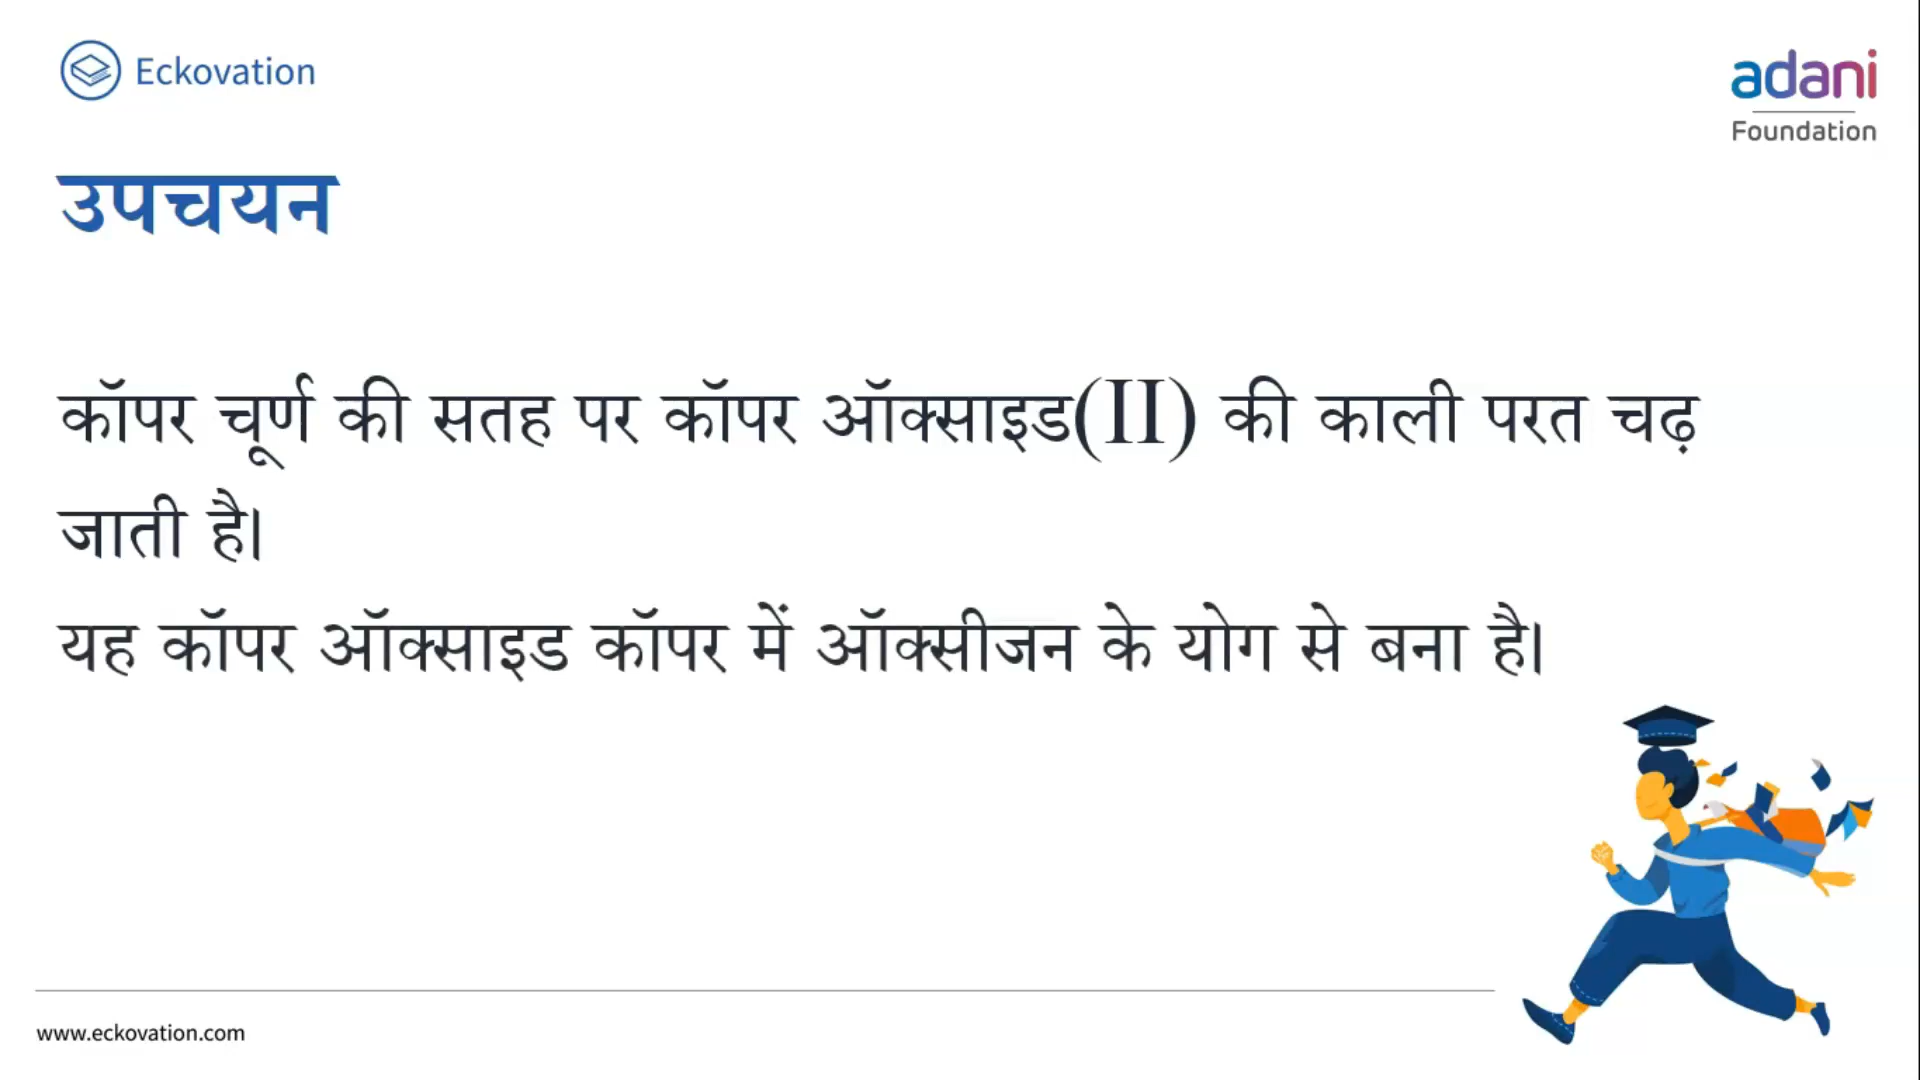 Eckovation
adani
Foundation
उपचयन
कॉपर चूर्ण की सतह पर कॉपर ऑक्साइड(II) की काली परत चढ़
जाती है।
यह कॉपर ऑक्साइड कॉपर में ऑक्सीजन के योग से बना है।
www.eckovation.com